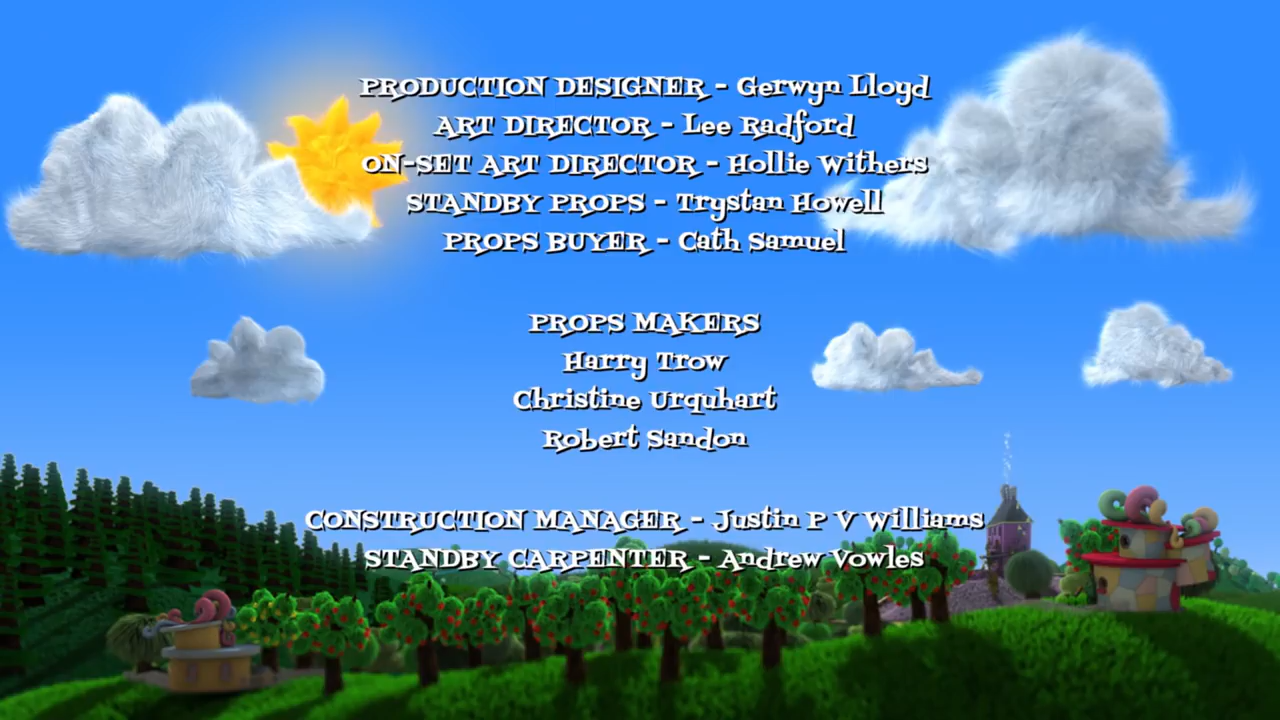 PRODUCTION DESIGNER - Gerwyn Lloyd
ART DIRECTOR - Lee Radford
ON-SET ART DIRECTOR - Hollie Withers
STANDBY PROPS - Trystan Howell
PROPS BUYER - Cath Samuel
PROPS MAKERS
Harry Trow
Christine Urquhart
Robert Sandon
CONSTRUCTION MANAGER - Justin P V Williams
STANDBY CARPENTER - Andrew Vowles